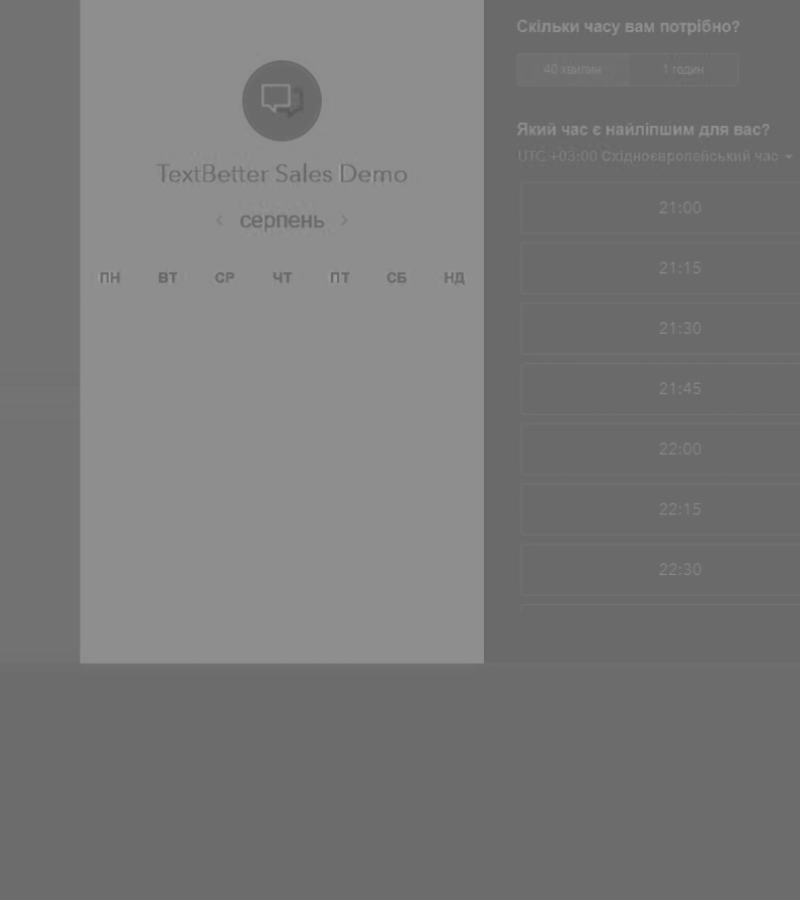 TextBetter Sales Demo
серпень
ПН ВТ СР ЧТ ПТ СБ НД
Скільки часу вам потрібно?
40 хвилин 1 годин
Який час є найліпшим для вас?
UTC +03:00 Східноєвропейський час
21:00
21:15
21:30
21:45
22:00
22:15
22:30